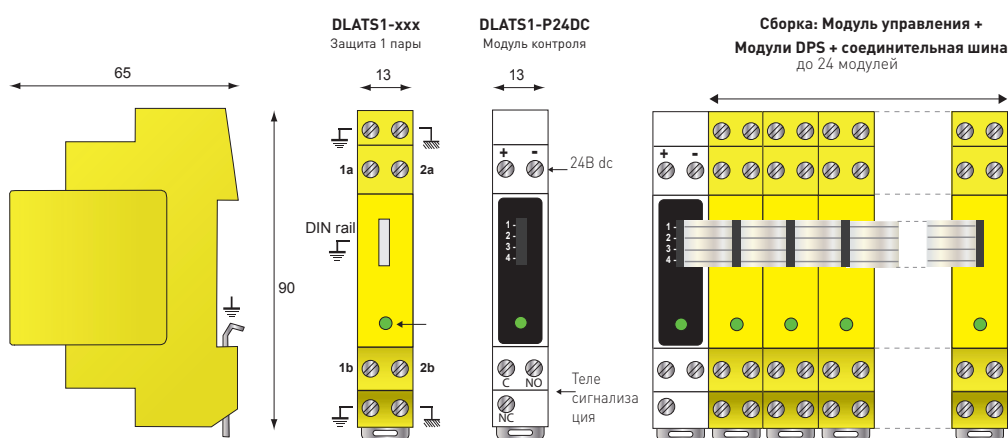 DLATS1-xxx
Защита 1 пары
DLATS1-P24DC
Модуль контроля
Сборка: Модуль управления +
Модули DPS + соединительная шина
до 24 модулей
65
13
13
1a
2a
+ -
24В dc
+ -
DIN rail
1
2
3
4
1
2
3
4
90
1b
2b
C
NO
NC
Теле
сигнализа
ция